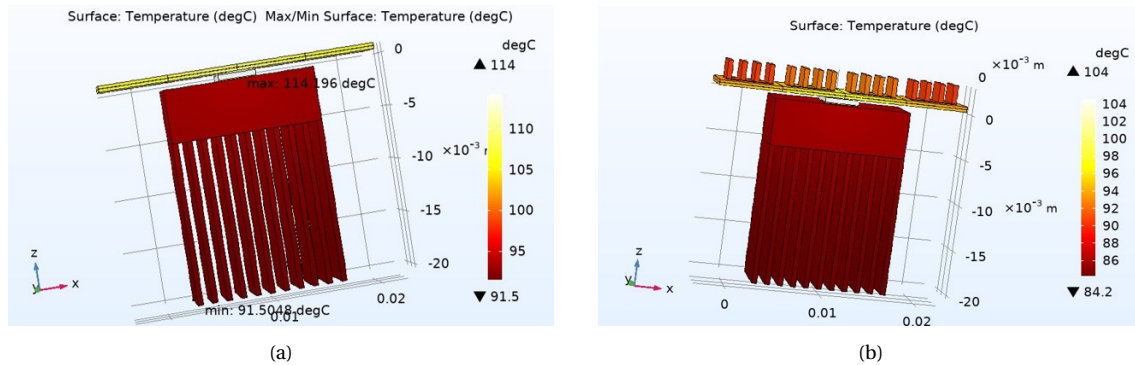 Surface: Temperature (degC) Max/Min Surface: Temperature (degC)
degC
▲ 114
110
105
100
95
▼ 91.5
0
-5
-10
×10⁻³
-15
-20
0.02
0.01
max: 114.196 degC
min: 91.5048 degC
z
y
x
(a)
Surface: Temperature (degC)
degC
▲ 104
104
102
100
98
96
94
92
90
88
86
▼ 84.2
×10⁻³ m
0
0
-5
-10
×10⁻³ m
-15
-20
0
0.01
0.02
z
y
x
(b)